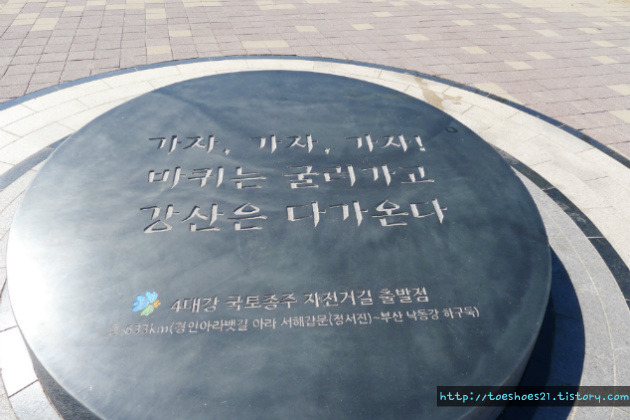 가자, 가자, 가자!
바퀴는 굴러가고
강산은 다가온다
4대강 국토종주 자전거길 출발점
총 633km(경인아라뱃길 아라 서해갑문(정서진)~부산 낙동강 하구둑)
http://toeshoes21.tistory.com